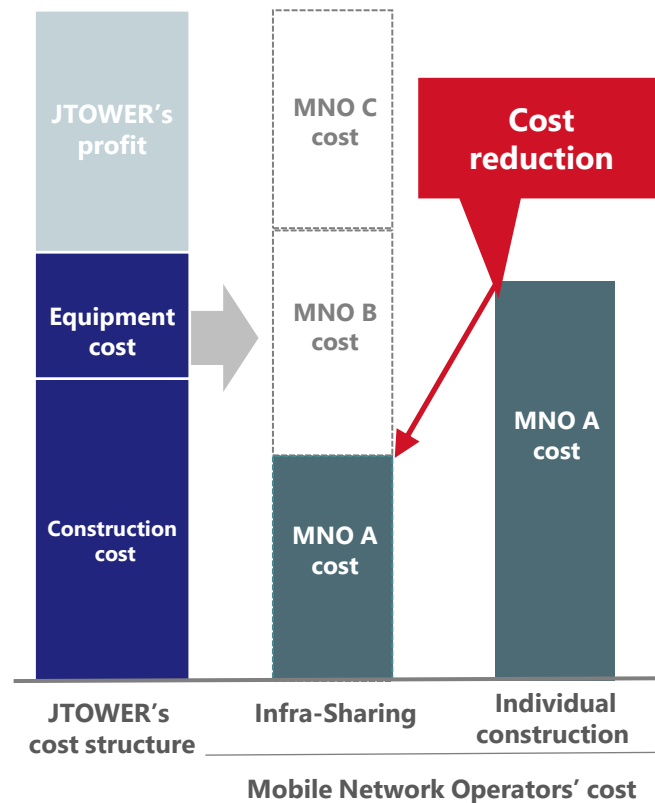 JTOWER’s
profit
Equipment
cost
Construction
cost
MNO C
cost
MNO B
cost
MNO A
cost
Cost
reduction
MNO A
cost
JTOWER’s
cost structure
Infra-Sharing
Individual
construction
Mobile Network Operators’ cost